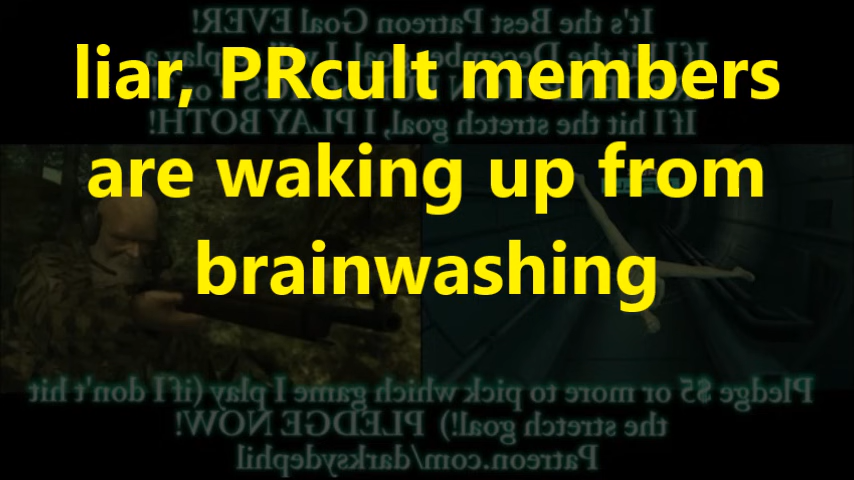 It's the Best Patreon Goal EVER!
liar, PRcult members
If I hit the stretch goal, I PLAY BOTH!
are waking up from
brainwashing
Pledge $5 or more to pick which game I play (if I don't hit
the stretch goal!) PLEDGE NOW!
Patreon.com/darksydephil